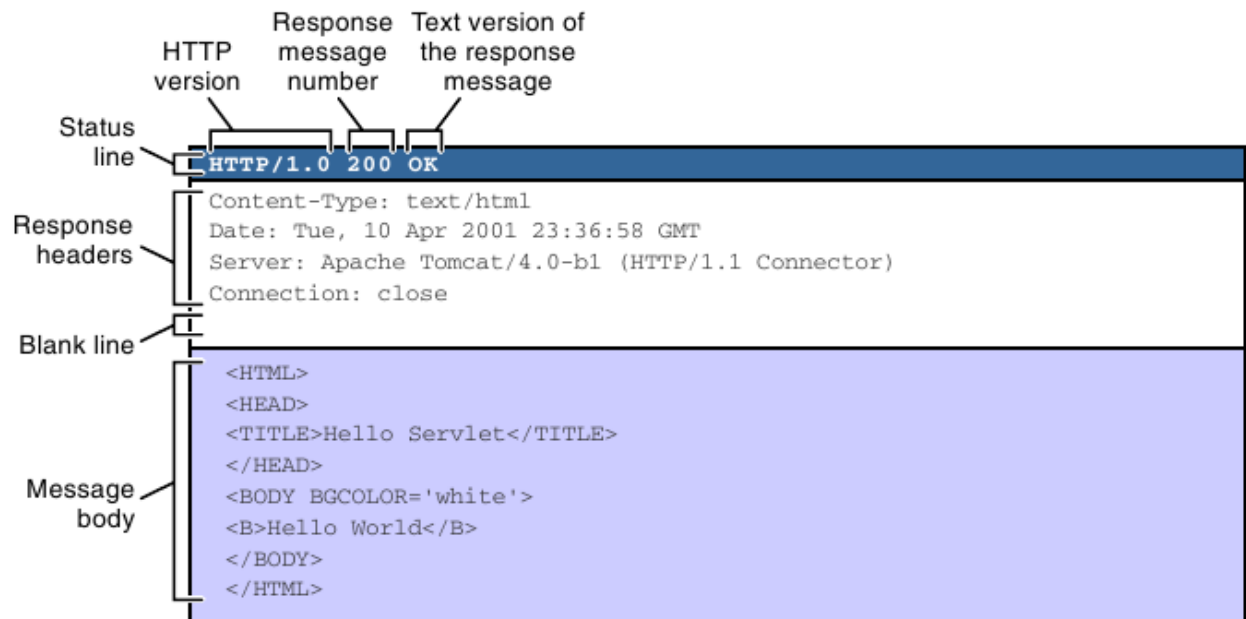 Response
message
number
Text version of
the response
message
HTTP
version
Status
line
HTTP/1.0 200 OK
Response
headers
Content-Type: text/html
Date: Tue, 10 Apr 2001 23:36:58 GMT
Server: Apache Tomcat/4.0-b1 (HTTP/1.1 Connector)
Connection: close
Blank line
Message
body
<HTML>
<HEAD>
<TITLE>Hello Servlet</TITLE>
</HEAD>
<BODY BGCOLOR='white'>
<B>Hello World</B>
</BODY>
</HTML>